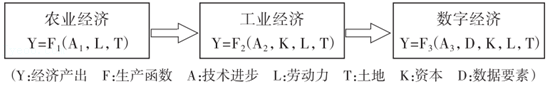 农业经济 工业经济 数字经济
Y=F₁(A₁, L, T) Y=F₂(A₂, K, L, T) Y=F₃(A₃, D, K, L, T)
(Y:经济产出 F:生产函数 A:技术进步 L:劳动力 T:土地 K:资本 D:数据要素)